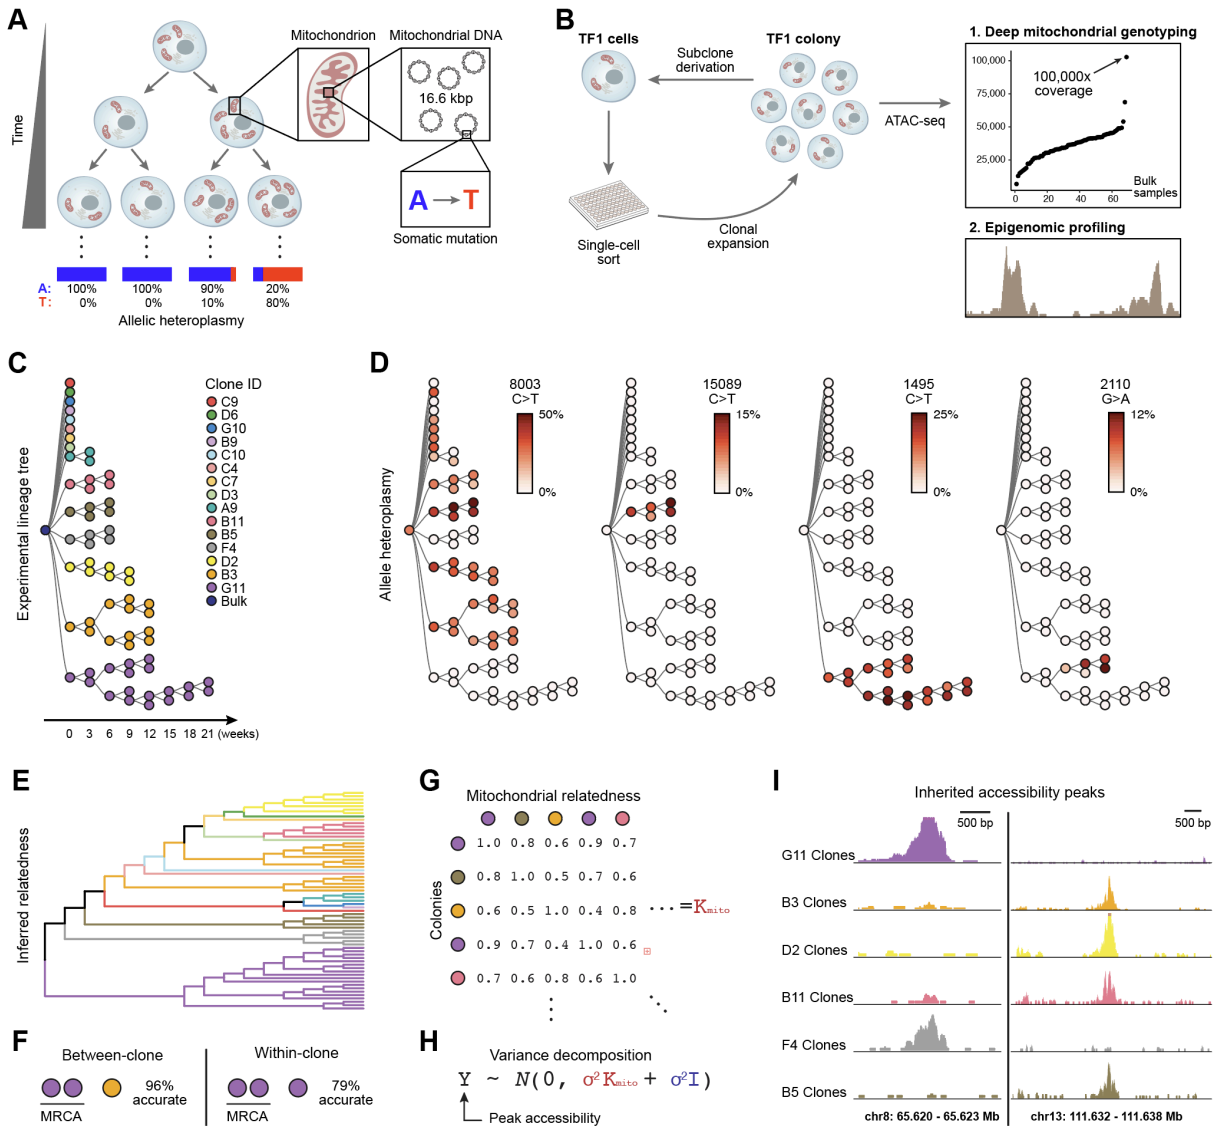 A
Time
Mitochondrion
Mitochondrial DNA
16.6 kbp
A → T
Somatic mutation
A: 100% 100% 90% 20%
T: 0% 0% 10% 80%
Allelic heteroplasmy
B
TF1 cells
Subclone
derivation
TF1 colony
ATAC-seq
Single-cell
sort
Clonal
expansion
1. Deep mitochondrial genotyping
100,000
75,000
50,000
25,000
100,000x
coverage
0 20 40 60
Bulk
samples
2. Epigenomic profiling
C
Experimental lineage tree
Clone ID
C9
D6
G10
B9
C10
C4
C7
D3
A9
B11
B5
F4
D2
B3
G11
Bulk
0 3 6 9 12 15 18 21 (weeks)
D
Allele heteroplasmy
8003
C>T
50%
0%
15089
C>T
15%
0%
1495
C>T
25%
0%
2110
G>A
12%
0%
E
Inferred relatedness
F
Between-clone
96%
accurate
MRCA
Within-clone
79%
accurate
MRCA
G
Mitochondrial relatedness
Colonies
1.0 0.8 0.6 0.9 0.7
0.8 1.0 0.5 0.7 0.6
0.6 0.5 1.0 0.4 0.8
0.9 0.7 0.4 1.0 0.6
0.7 0.6 0.8 0.6 1.0
... =Kmito
H
Variance decomposition
Y ~ N(0, σ²Kmito + σ²I)
Peak accessibility
I
Inherited accessibility peaks
500 bp
500 bp
G11 Clones
B3 Clones
D2 Clones
B11 Clones
F4 Clones
B5 Clones
chr8: 65.620 - 65.623 Mb
chr13: 111.632 - 111.638 Mb